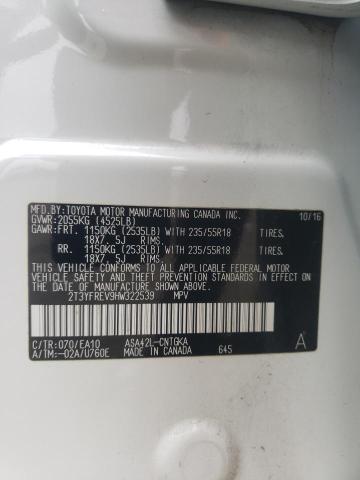 MFD.BY:TOYOTA MOTOR MANUFACTURING CANADA INC.
GVWR:2055KG (4525LB) 10/16
GAWR:FRT. 1150KG (2535LB) WITH 235/55R18 TIRES,
18X7. 5J RIMS.
RR. 1150KG (2535LB) WITH 235/55R18 TIRES,
18X7. 5J RIMS.
THIS VEHICLE CONFORMS TO ALL APPLICABLE FEDERAL MOTOR
VEHICLE SAFETY STANDARDS IN EFFECT ON THE DATE OF
MANUFACTURE SHOWN ABOVE.
2T3YFREV9HW322539 MPV
C/TR:070/EA10 ASA42L-CNTGKA
A/TM:-02A/U760E MADE IN CANADA 645 A